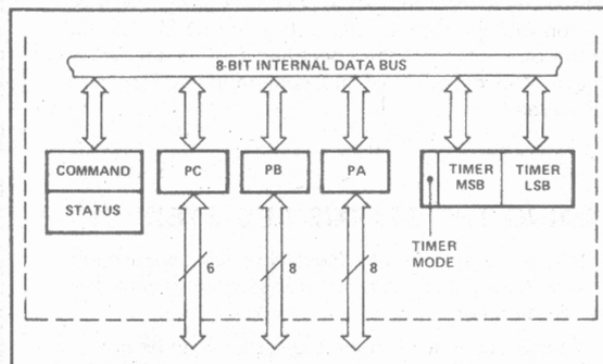 8-BIT INTERNAL DATA BUS
COMMAND
STATUS
PC
PB
PA
TIMER
MSB
TIMER
LSB
TIMER
MODE
6
8
8